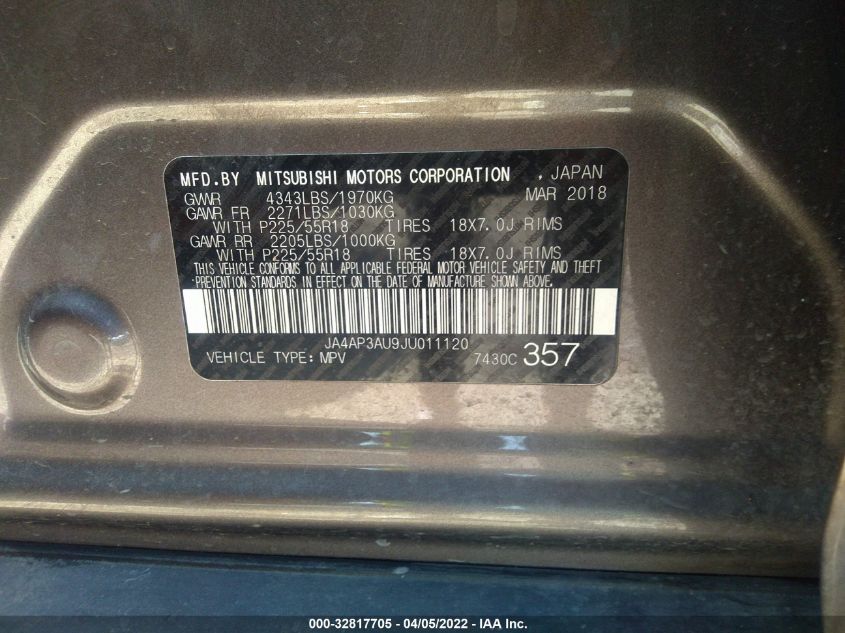 MFD.BY MITSUBISHI MOTORS CORPORATION , JAPAN
GVWR 4343LBS/1970KG MAR 2018
GAWR FR 2271LBS/1030KG
WITH P225/55R18 TIRES 18X7.0J RIMS
GAWR RR 2205LBS/1000KG
WITH P225/55R18 TIRES 18X7.0J RIMS
THIS VEHICLE CONFORMS TO ALL APPLICABLE FEDERAL MOTOR VEHICLE SAFETY AND THEFT
PREVENTION STANDARDS IN EFFECT ON THE DATE OF MANUFACTURE SHOWN ABOVE.
JA4AP3AU9JU011120
VEHICLE TYPE: MPV 7430C 357
000-32817705 - 04/05/2022 - IAA Inc.